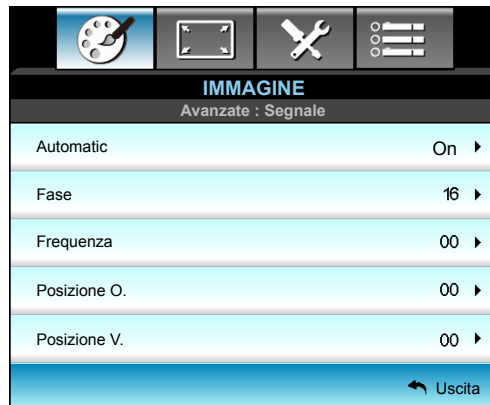 IMMAGINE
Avanzate : Segnale
Automatic On
Fase 16
Frequenza 00
Posizione O. 00
Posizione V. 00
Uscita